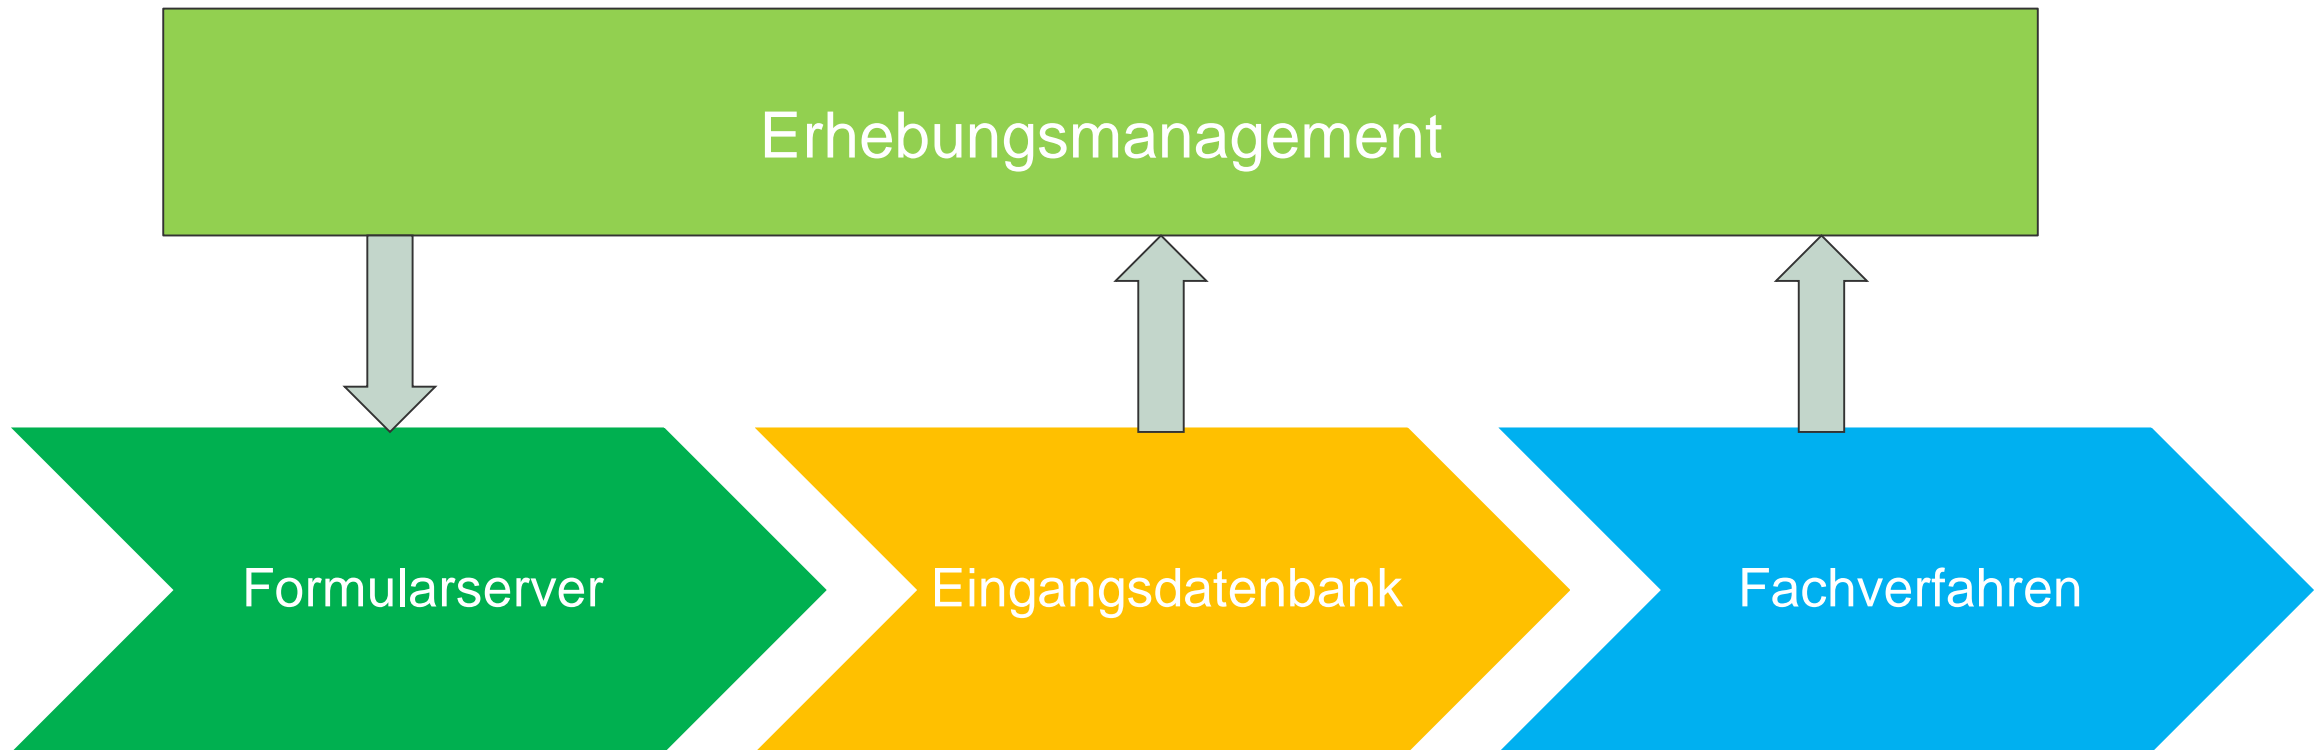 Erhebungsmanagement
Formularserver
Eingangsdatenbank
Fachverfahren